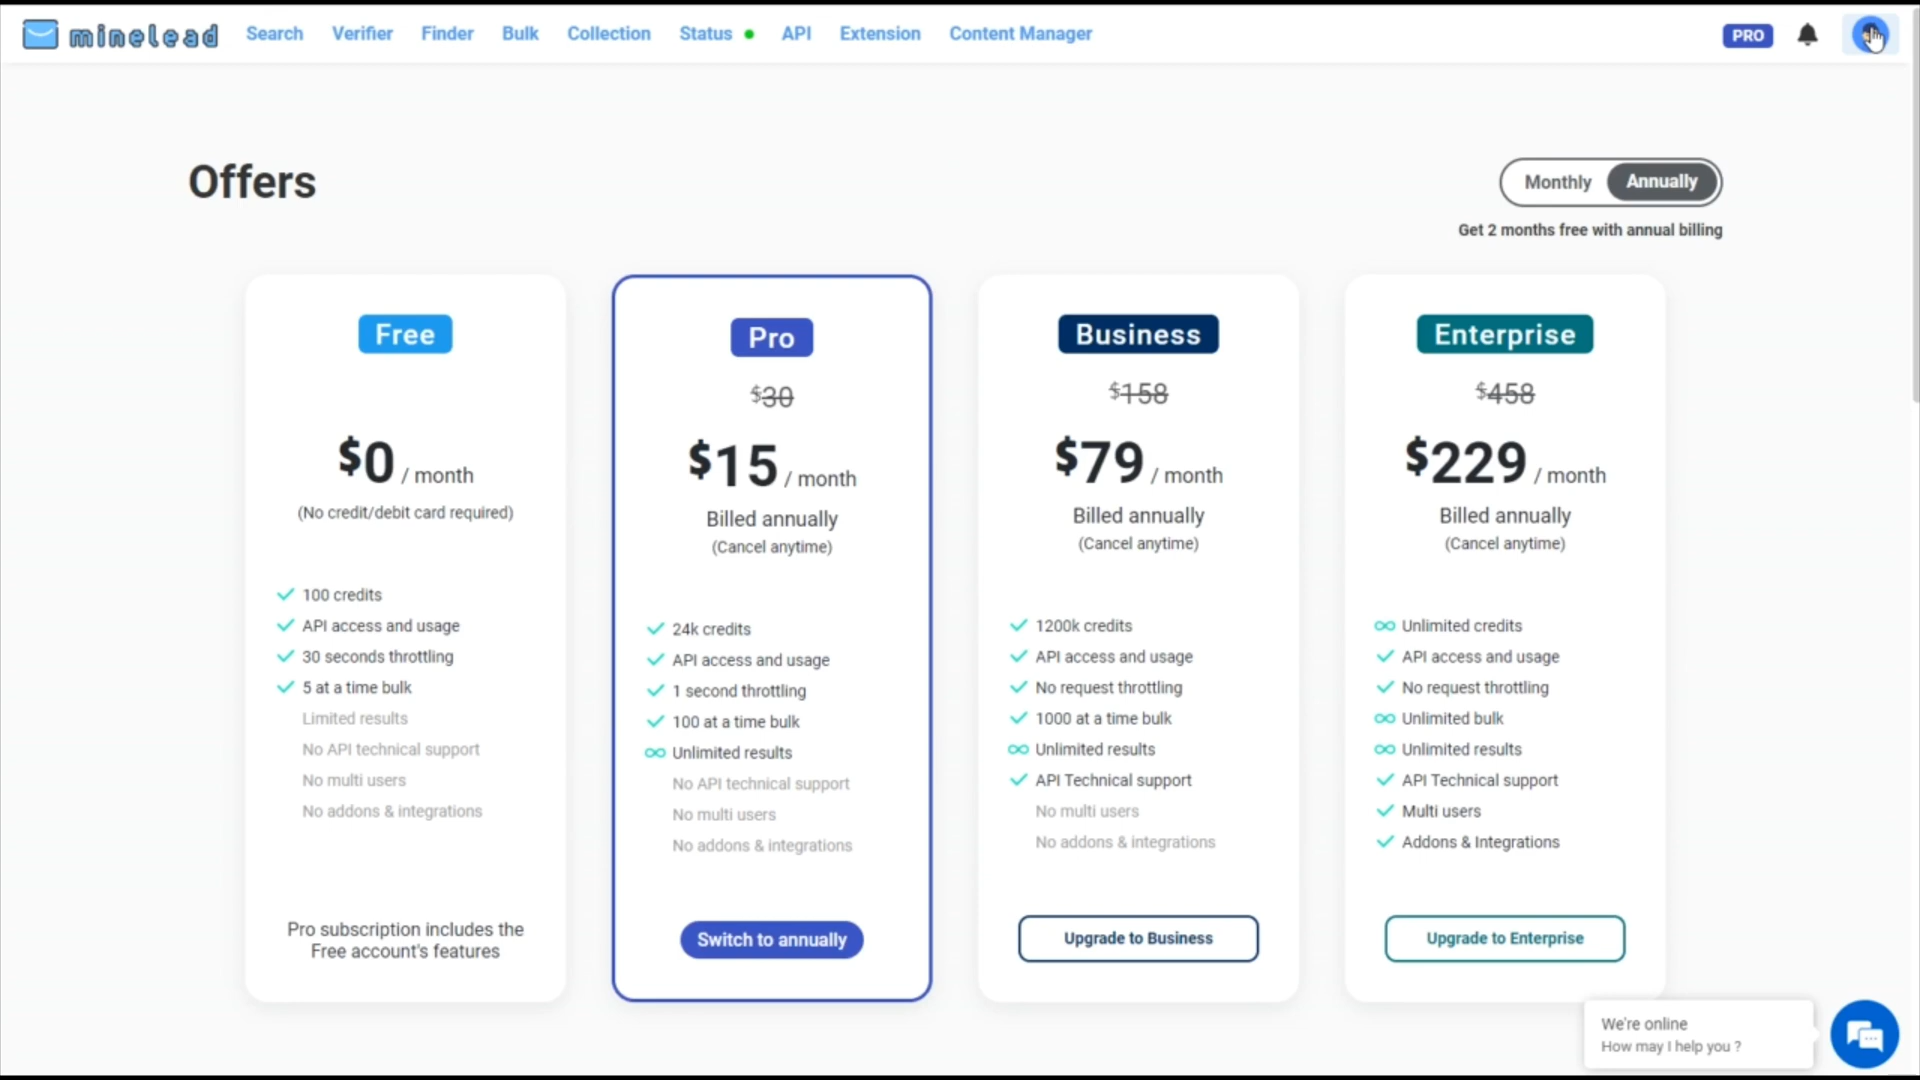 minelead Search Verifier Finder Bulk Collection Status API Extension Content Manager PRO
Offers
Monthly Annually
Get 2 months free with annual billing
Free
$0 / month
(No credit/debit card required)
100 credits
API access and usage
30 seconds throttling
5 at a time bulk
Limited results
No API technical support
No multi users
No addons & integrations
Pro subscription includes the
Free account's features
Pro
$30
$15 / month
Billed annually
(Cancel anytime)
24k credits
API access and usage
1 second throttling
100 at a time bulk
Unlimited results
No API technical support
No multi users
No addons & integrations
Switch to annually
Business
$158
$79 / month
Billed annually
(Cancel anytime)
1200k credits
API access and usage
No request throttling
1000 at a time bulk
Unlimited results
API Technical support
No multi users
No addons & integrations
Upgrade to Business
Enterprise
$458
$229 / month
Billed annually
(Cancel anytime)
Unlimited credits
API access and usage
No request throttling
Unlimited bulk
Unlimited results
API Technical support
Multi users
Addons & Integrations
Upgrade to Enterprise
We're online
How may I help you ?